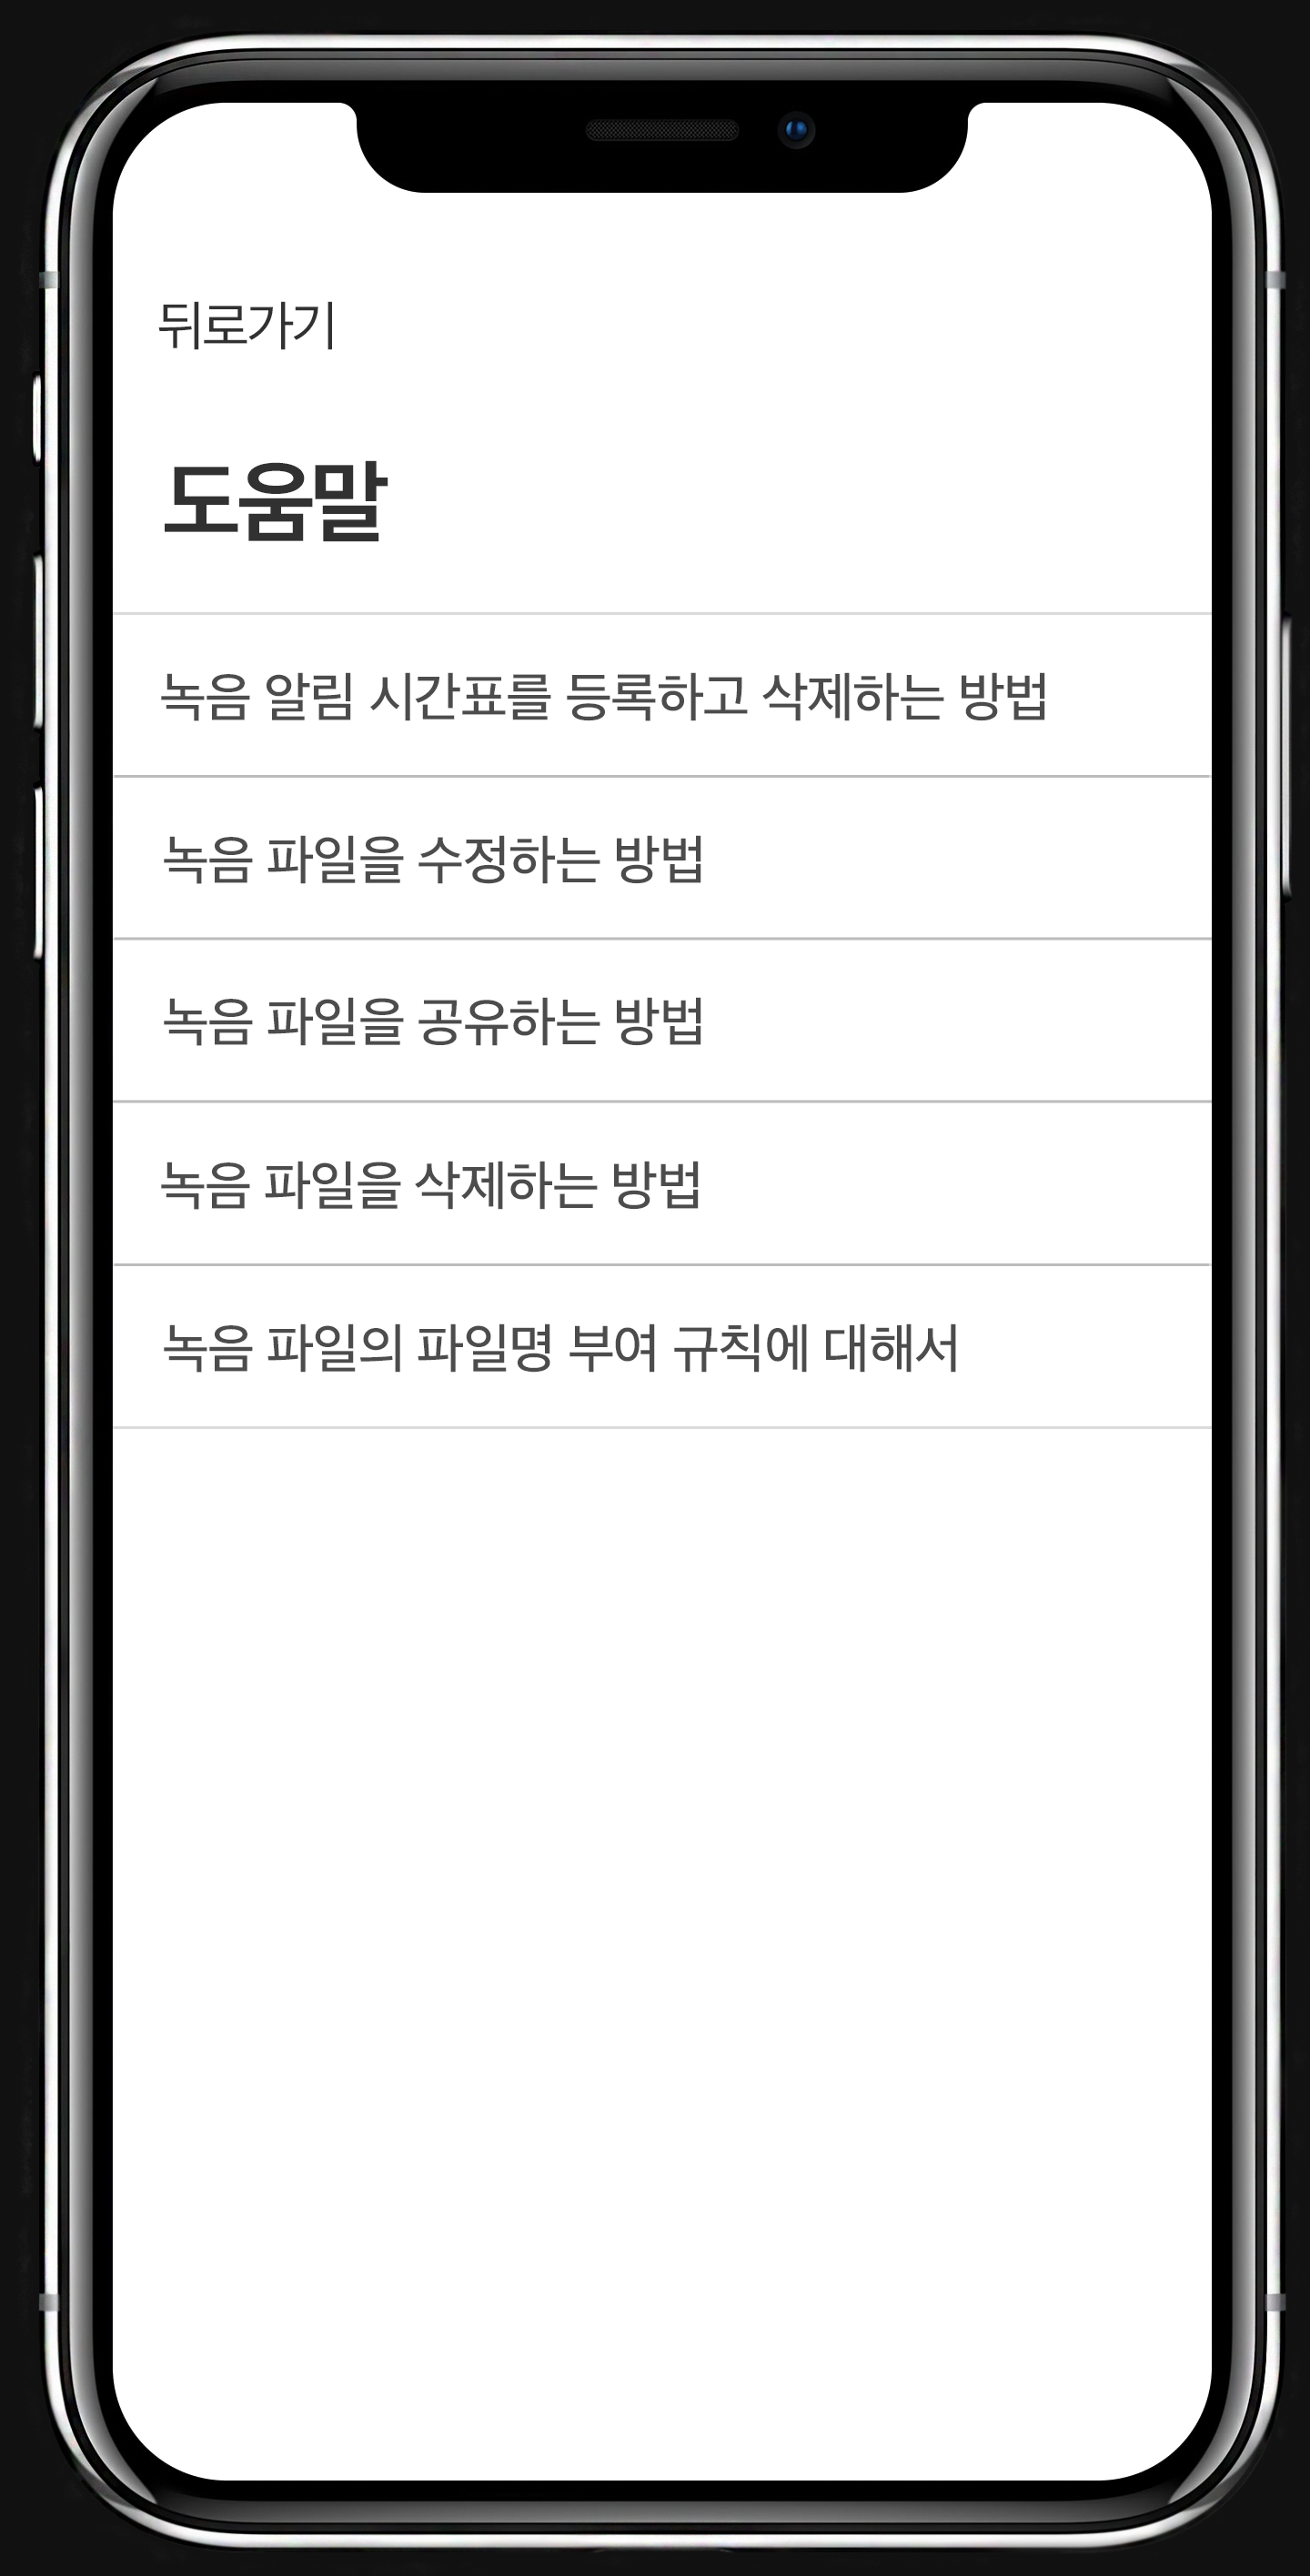 뒤로가기
도움말
녹음 알림 시간표를 등록하고 삭제하는 방법
녹음 파일을 수정하는 방법
녹음 파일을 공유하는 방법
녹음 파일을 삭제하는 방법
녹음 파일의 파일명 부여 규칙에 대해서